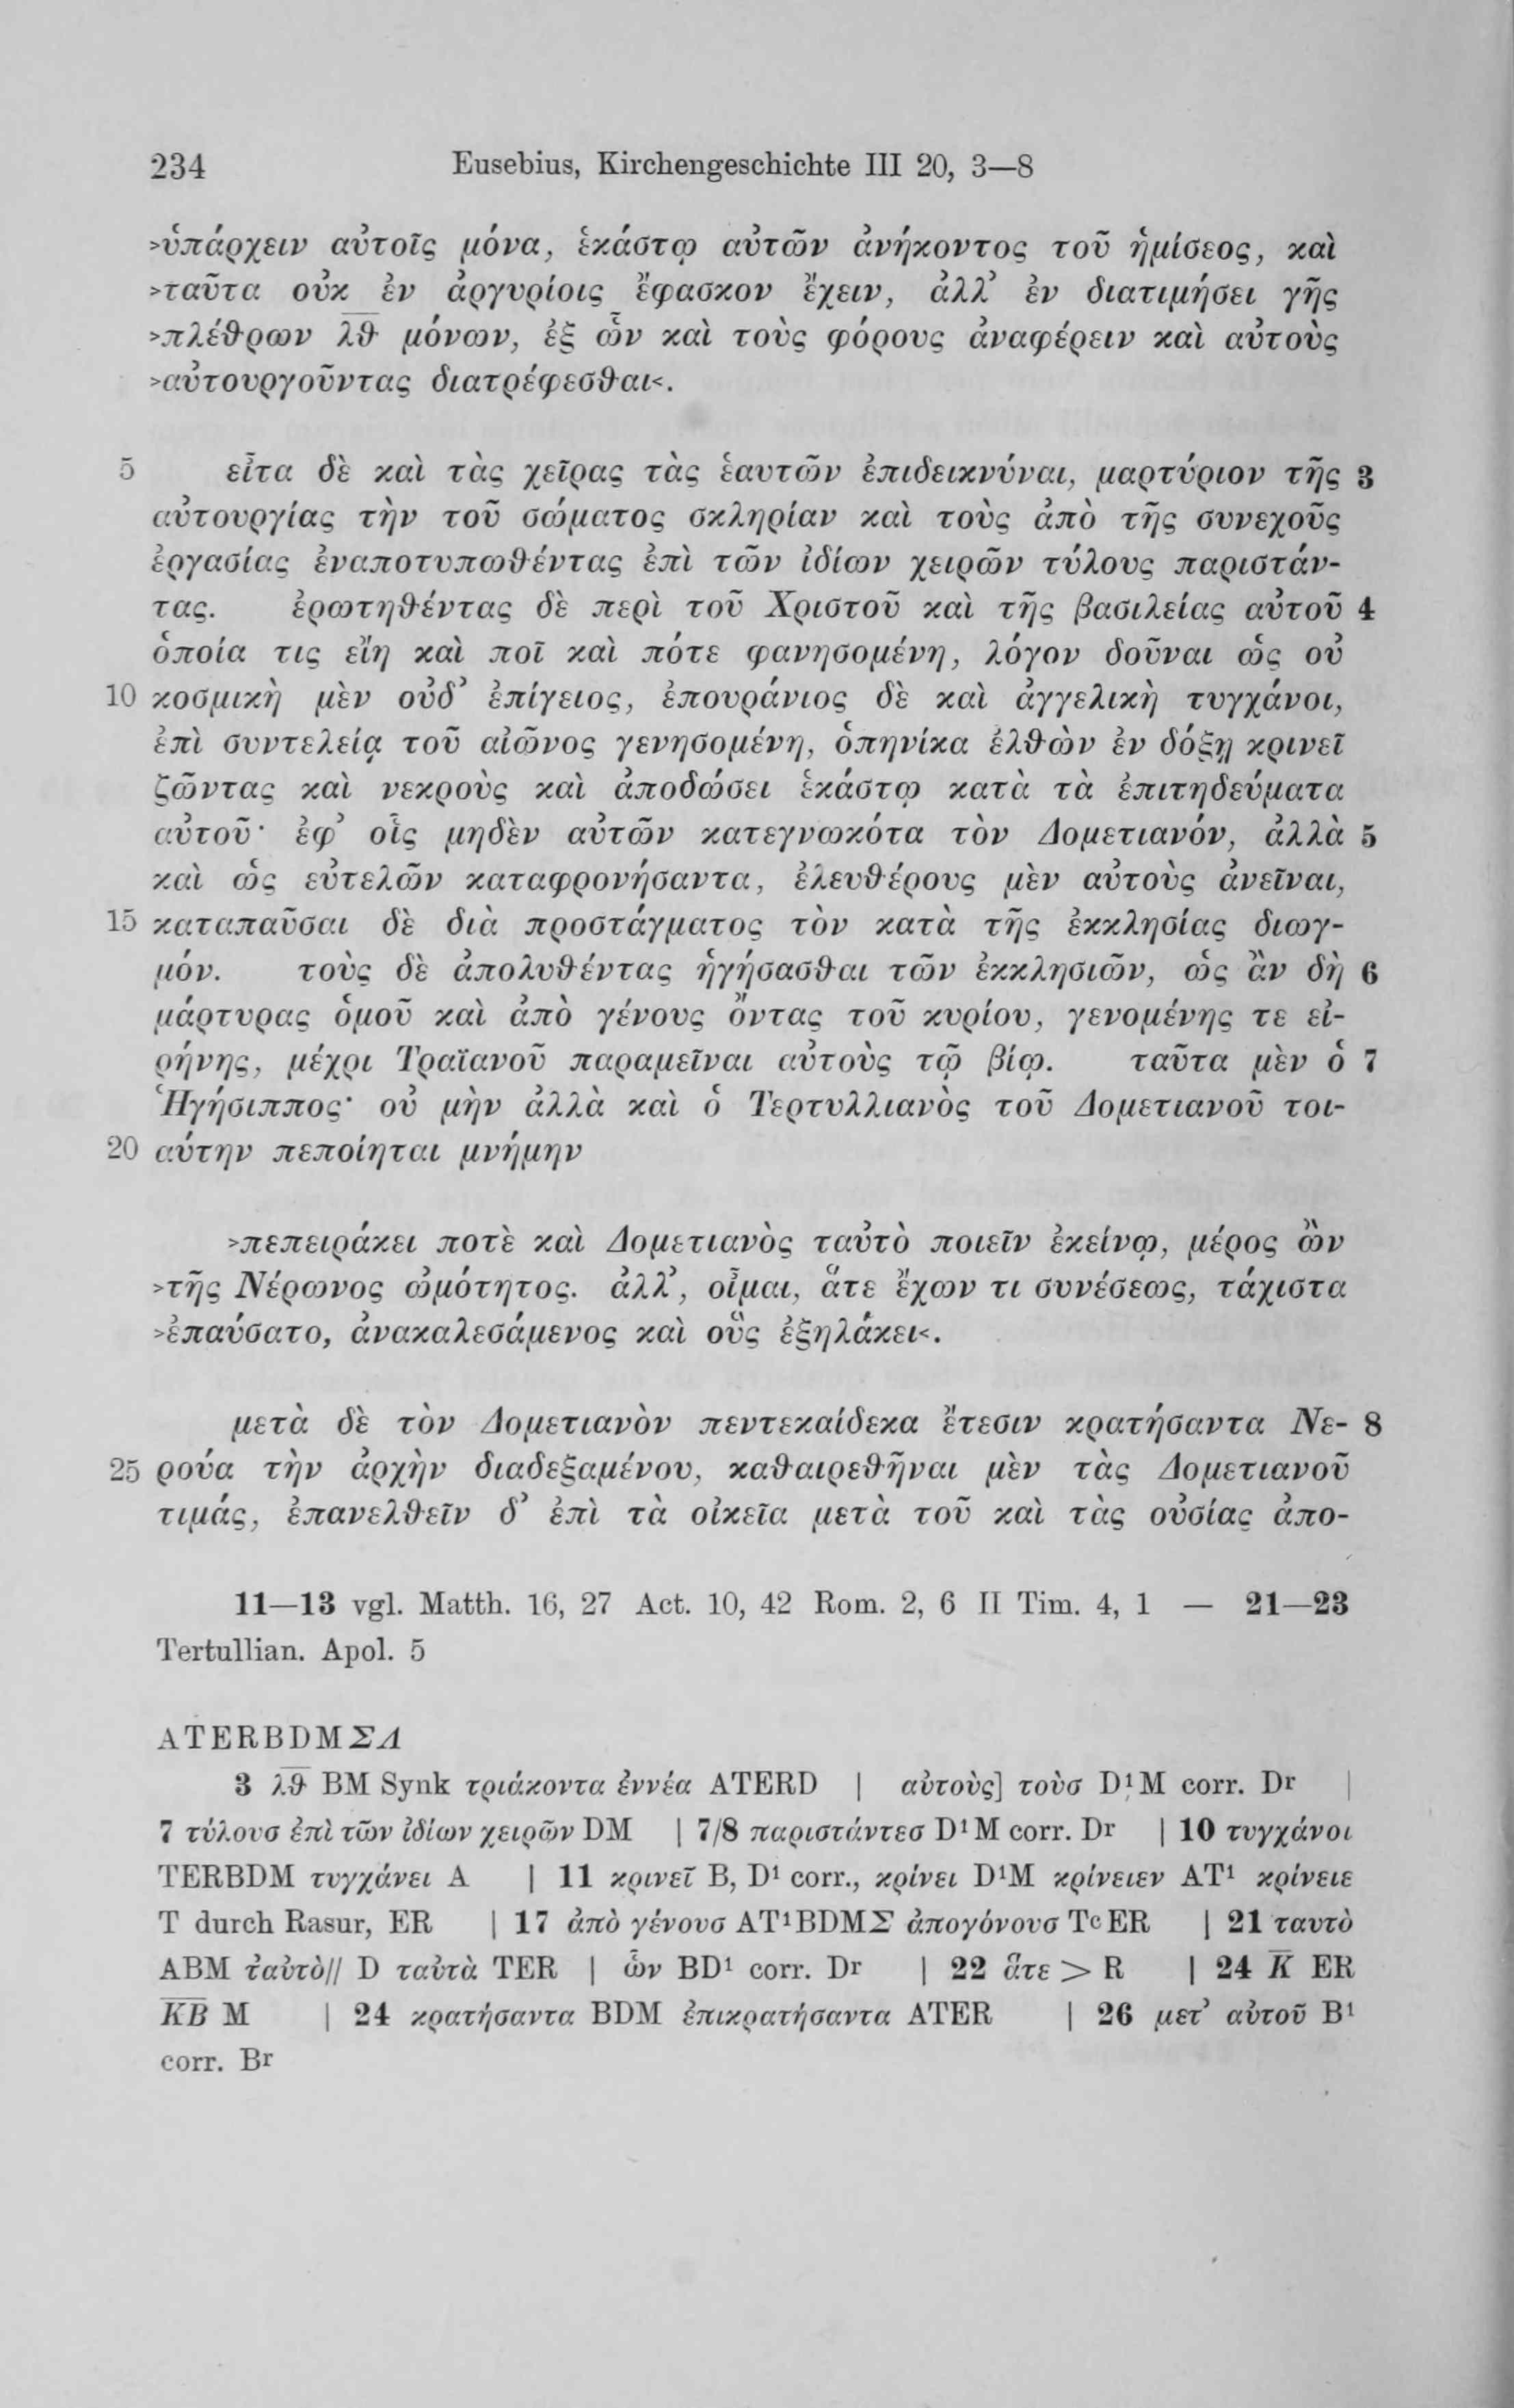 234 Eusebius, Kirchengeschichte III 20, 3—8
>ὑπάρχειν αὐτοῖς μόνα, ἑκάστῳ αὐτῶν ἀνήκοντος τοῦ ἡμίσεος, καὶ
>ταῦτα οὐκ ἐν ἀργυρίοις ἔφασκον ἔχειν, ἀλλ’ ἐν διατιμήσει γῆς
>πλέθρων λ̅θ̅ μόνων, ἐξ ὧν καὶ τοὺς φόρους ἀναφέρειν καὶ αὐτοὺς
>αὐτουργοῦντας διατρέφεσθαι<.
5 εἶτα δὲ καὶ τὰς χεῖρας τὰς ἑαυτῶν ἐπιδεικνύναι, μαρτύριον τῆς 3
αὐτουργίας τὴν τοῦ σώματος σκληρίαν καὶ τοὺς ἀπὸ τῆς συνεχοῦς
ἐργασίας ἐναποτυπωθέντας ἐπὶ τῶν ἰδίων χειρῶν τύλους παριστάν-
τας. ἐρωτηθέντας δὲ περὶ τοῦ Χριστοῦ καὶ τῆς βασιλείας αὐτοῦ 4
ὁποία τις εἴη καὶ ποῖ καὶ πότε φανησομένη, λόγον δοῦναι ὡς οὐ
10 κοσμικὴ μὲν οὐδ’ ἐπίγειος, ἐπουράνιος δὲ καὶ ἀγγελικὴ τυγχάνοι,
ἐπὶ συντελείᾳ τοῦ αἰῶνος γενησομένη, ὁπηνίκα ἐλθὼν ἐν δόξῃ κρινεῖ
ζῶντας καὶ νεκροὺς καὶ ἀποδώσει ἑκάστῳ κατὰ τὰ ἐπιτηδεύματα
αὐτοῦ· ἐφ’ οἷς μηδὲν αὐτῶν κατεγνωκότα τὸν Δομετιανόν, ἀλλὰ 5
καὶ ὡς εὐτελῶν καταφρονήσαντα, ἐλευθέρους μὲν αὐτοὺς ἀνεῖναι,
15 καταπαῦσαι δὲ διὰ προστάγματος τὸν κατὰ τῆς ἐκκλησίας διωγ-
μόν. τοὺς δὲ ἀπολυθέντας ἡγήσασθαι τῶν ἐκκλησιῶν, ὡς ἂν δὴ 6
μάρτυρας ὁμοῦ καὶ ἀπὸ γένους ὄντας τοῦ κυρίου, γενομένης τε εἰ-
ρήνης, μέχρι Τραϊανοῦ παραμεῖναι αὐτοὺς τῷ βίῳ. ταῦτα μὲν ὁ 7
Ἡγήσιππος· οὐ μὴν ἀλλὰ καὶ ὁ Τερτυλλιανὸς τοῦ Δομετιανοῦ τοι-
20 αύτην πεποίηται μνήμην
>πεπειράκει ποτὲ καὶ Δομετιανὸς ταὐτὸ ποιεῖν ἐκείνῳ, μέρος ὢν
>τῆς Νέρωνος ὠμότητος. ἀλλ’, οἶμαι, ἅτε ἔχων τι συνέσεως, τάχιστα
>ἐπαύσατο, ἀνακαλεσάμενος καὶ οὓς ἐξηλάκει<.
μετὰ δὲ τὸν Δομετιανὸν πεντεκαίδεκα ἔτεσιν κρατήσαντα Νε- 8
25 ρούα τὴν ἀρχὴν διαδεξαμένου, καθαιρεθῆναι μὲν τὰς Δομετιανοῦ
τιμάς, ἐπανελθεῖν δ’ ἐπὶ τὰ οἰκεῖα μετὰ τοῦ καὶ τὰς οὐσίας ἀπο-
11—13 vgl. Matth. 16, 27 Act. 10, 42 Rom. 2, 6 II Tim. 4, 1 — 21—23
Tertullian. Apol. 5
ATERBDMΣΛ
3 λ̅θ̅ BM Synk τριάκοντα ἐννέα ATERD | αὐτοὺς] τοὺσ D¹M corr. Dr |
7 τύλουσ ἐπὶ τῶν ἰδίων χειρῶν DM | 7/8 παριστάντεσ D¹M corr. Dr | 10 τυγχάνοι
TERBDM τυγχάνει A | 11 κρινεῖ B, D¹ corr., κρίνει D¹M κρίνειεν AT¹ κρίνειε
T durch Rasur, ER | 17 ἀπὸ γένουσ AT¹BDMΣ ἀπογόνουσ TcER | 21 ταυτὸ
ABM ταὐτὸ// D ταὐτὰ TER | ὧν BD¹ corr. Dr | 22 ἅτε > R | 24 K̅ ER
K̅B̅ M | 24 κρατήσαντα BDM ἐπικρατήσαντα ATER | 26 μετ’ αὐτοῦ B¹
corr. Br